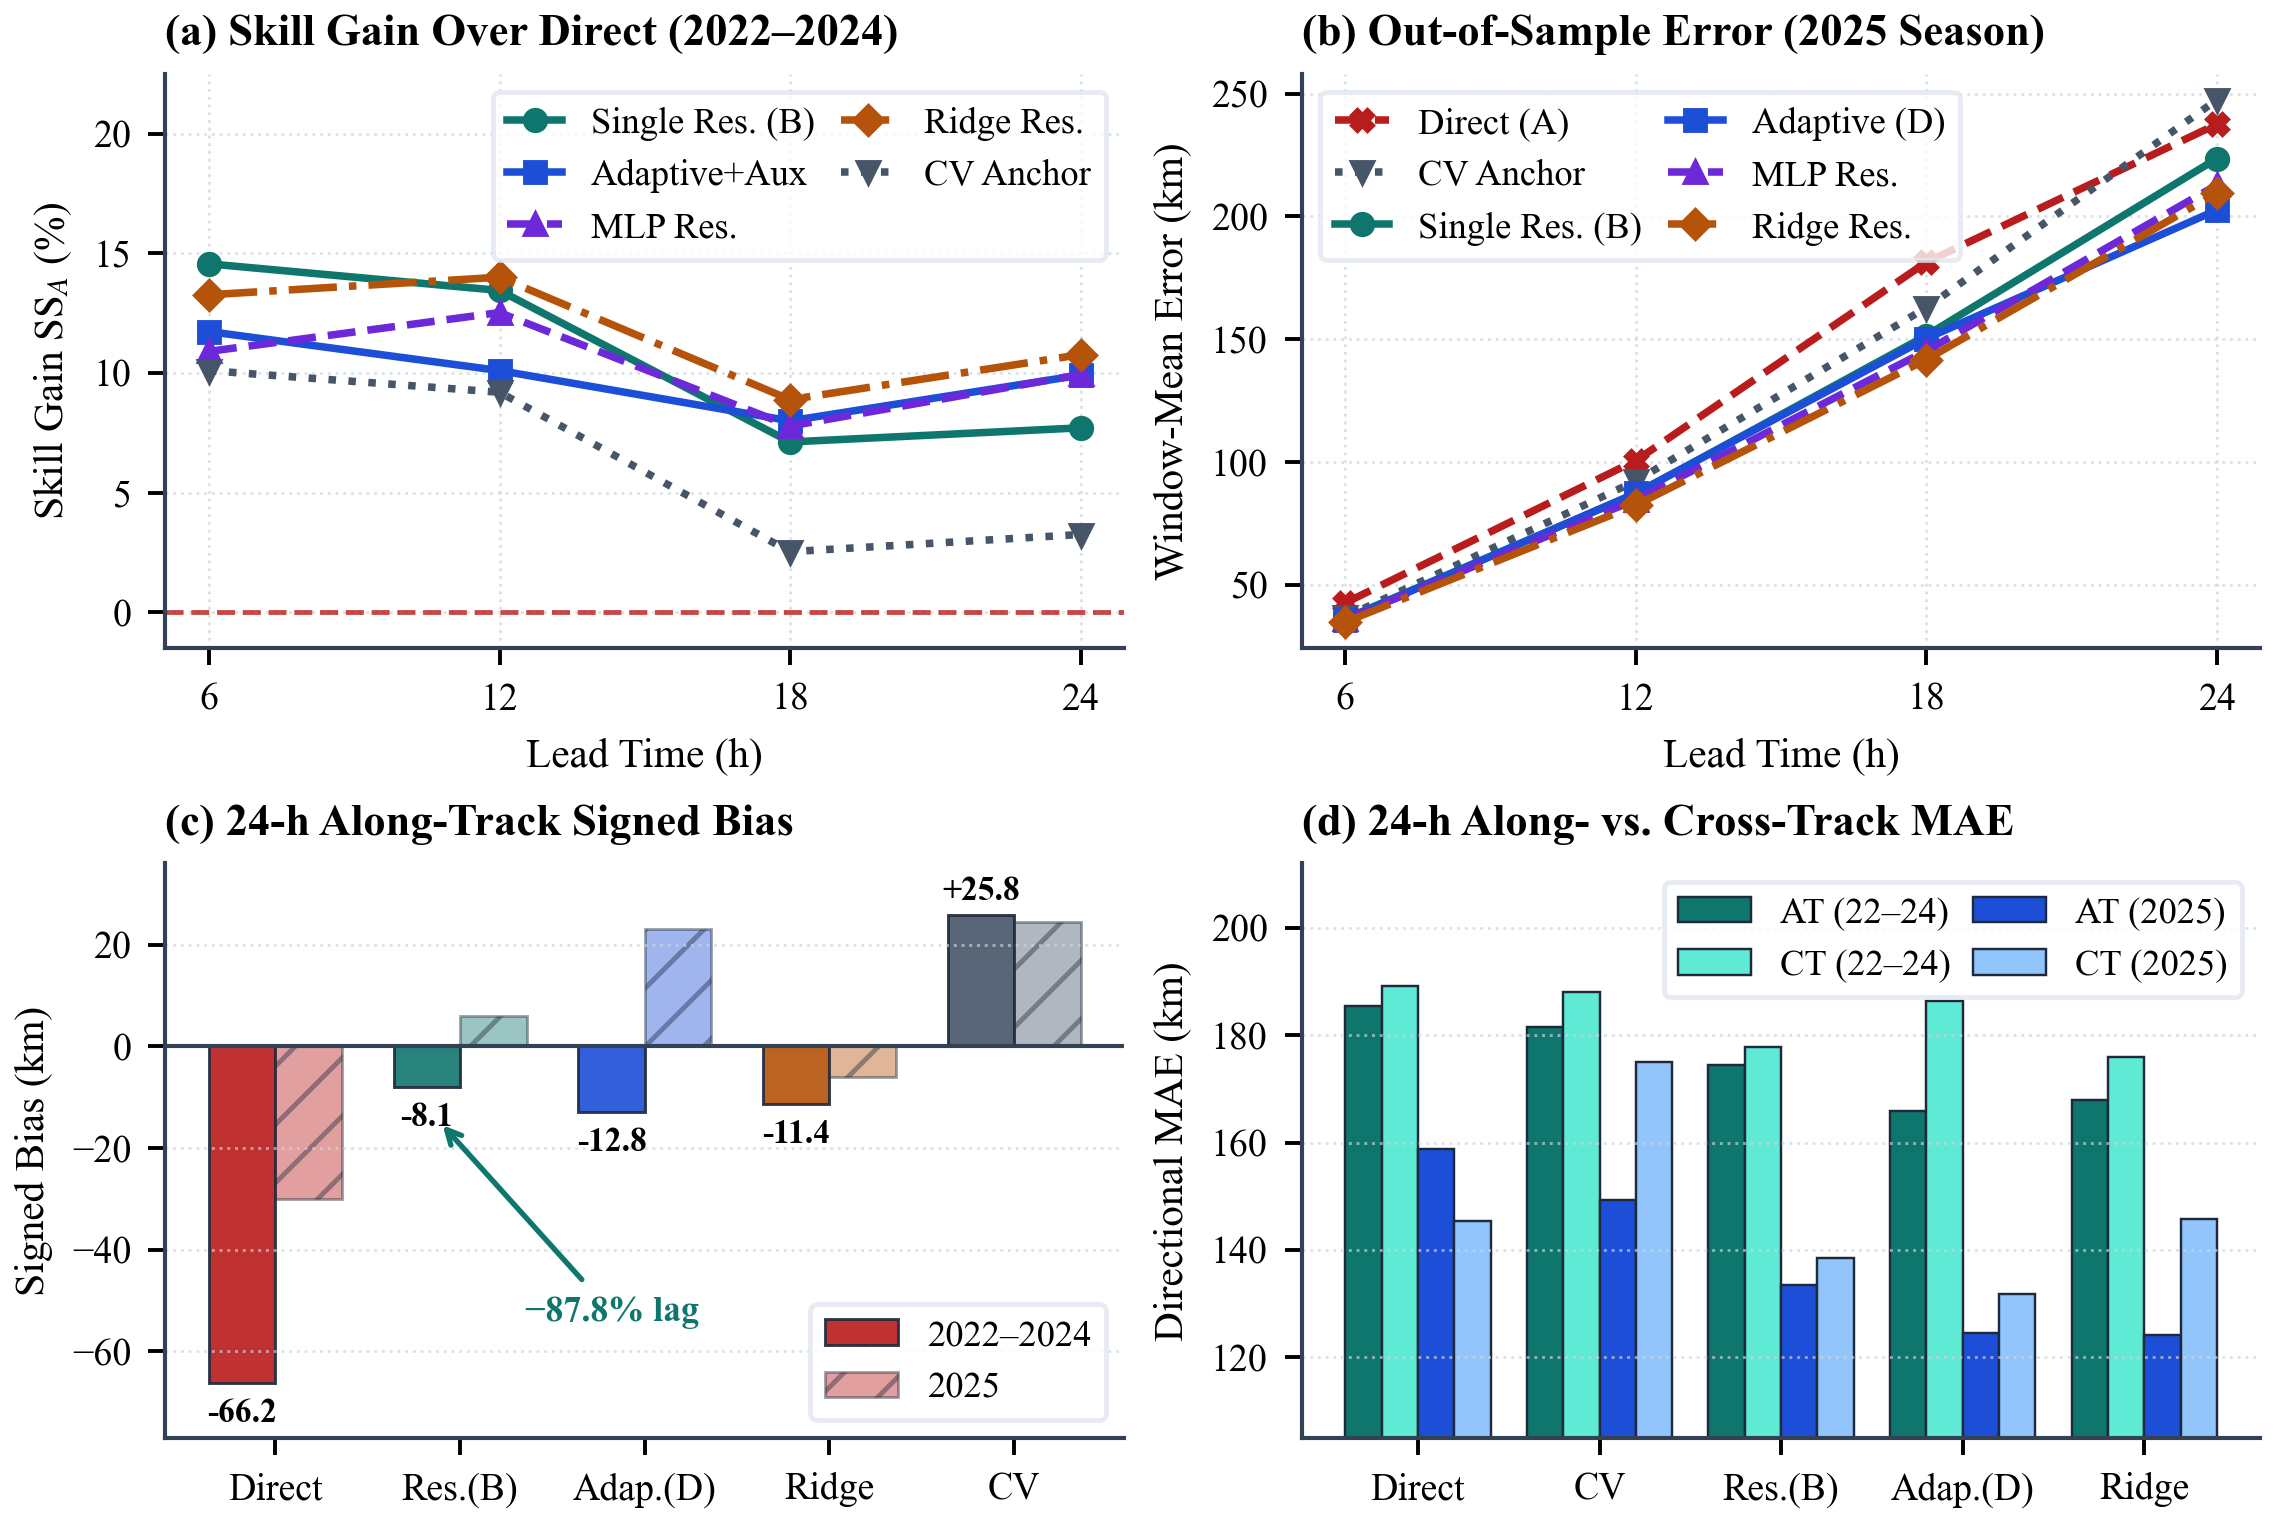 (a) Skill Gain Over Direct (2022–2024)
Skill Gain SS_A (%)
20
15
10
5
0
Single Res. (B)
Adaptive+Aux
MLP Res.
Ridge Res.
CV Anchor
6
12
18
24
Lead Time (h)
(b) Out-of-Sample Error (2025 Season)
Window-Mean Error (km)
250
200
150
100
50
Direct (A)
CV Anchor
Single Res. (B)
Adaptive (D)
MLP Res.
Ridge Res.
6
12
18
24
Lead Time (h)
(c) 24-h Along-Track Signed Bias
Signed Bias (km)
20
0
−20
−40
−60
+25.8
-8.1
-12.8
-11.4
-66.2
−87.8% lag
2022–2024
2025
Direct
Res.(B)
Adap.(D)
Ridge
CV
(d) 24-h Along- vs. Cross-Track MAE
Directional MAE (km)
200
180
160
140
120
AT (22–24)
CT (22–24)
AT (2025)
CT (2025)
Direct
CV
Res.(B)
Adap.(D)
Ridge